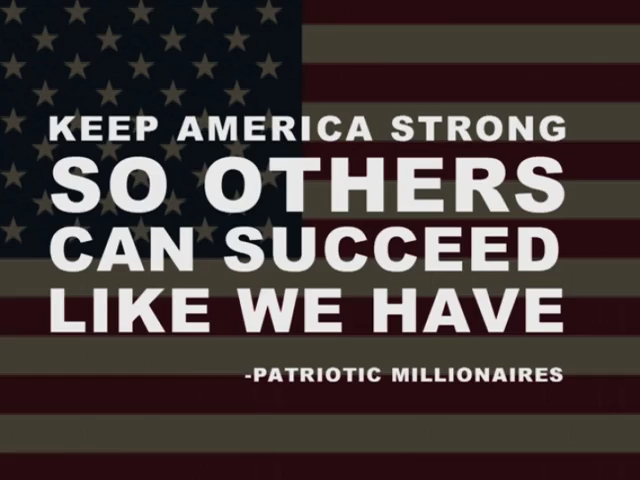 KEEP AMERICA STRONG
SO OTHERS
CAN SUCCEED
LIKE WE HAVE
-PATRIOTIC MILLIONAIRES